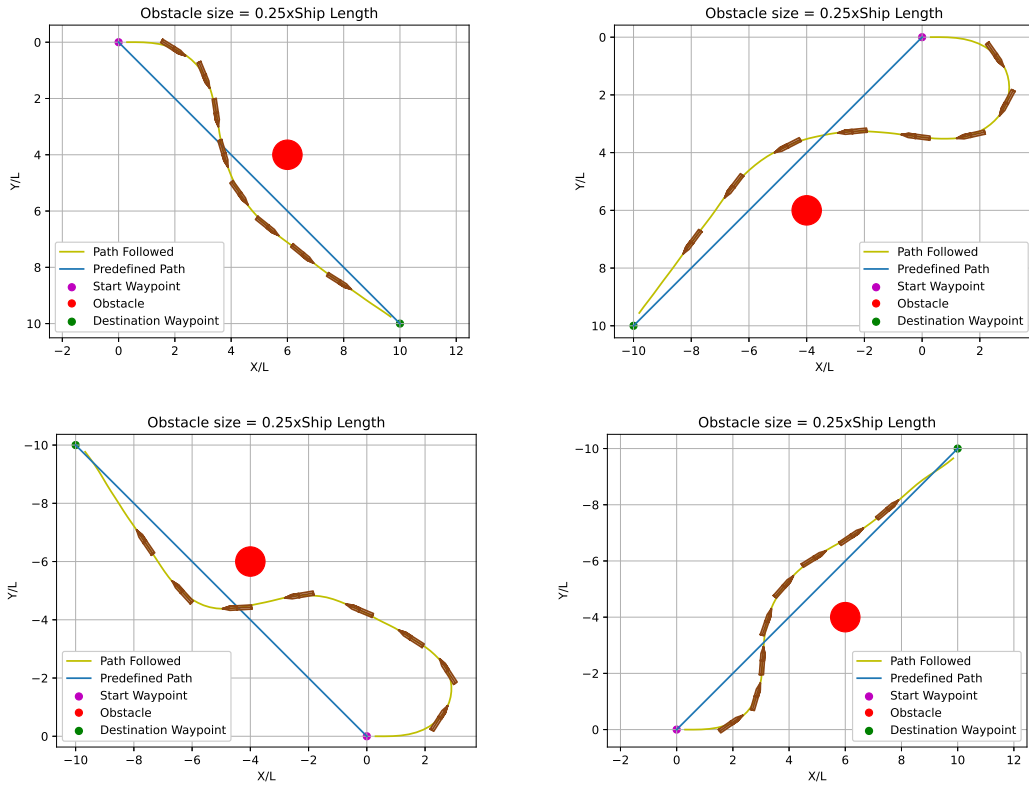 Obstacle size = 0.25xShip Length
0
2
4
6
8
10
Y/L
Path Followed
Predefined Path
Start Waypoint
Obstacle
Destination Waypoint
−2 0 2 4 6 8 10 12
X/L
Obstacle size = 0.25xShip Length
0
2
4
6
8
10
Y/L
Path Followed
Predefined Path
Start Waypoint
Obstacle
Destination Waypoint
−10 −8 −6 −4 −2 0 2
X/L
Obstacle size = 0.25xShip Length
−10
−8
−6
−4
−2
0
Y/L
Path Followed
Predefined Path
Start Waypoint
Obstacle
Destination Waypoint
−10 −8 −6 −4 −2 0 2
X/L
Obstacle size = 0.25xShip Length
−10
−8
−6
−4
−2
0
Y/L
Path Followed
Predefined Path
Start Waypoint
Obstacle
Destination Waypoint
−2 0 2 4 6 8 10 12
X/L